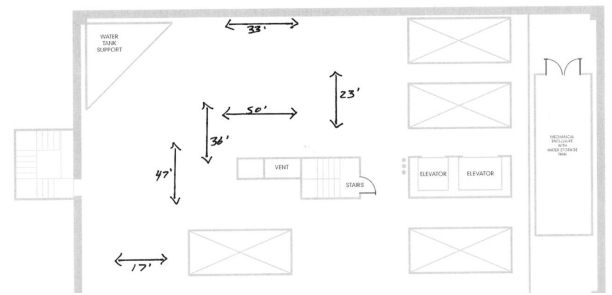 33'
WATER
TANK
SUPPORT
23'
50'
36'
47'
VENT
STAIRS
ELEVATOR
ELEVATOR
MECHANICAL
ENCLOSURE
WITH
WATER STORAGE
TANK
17'